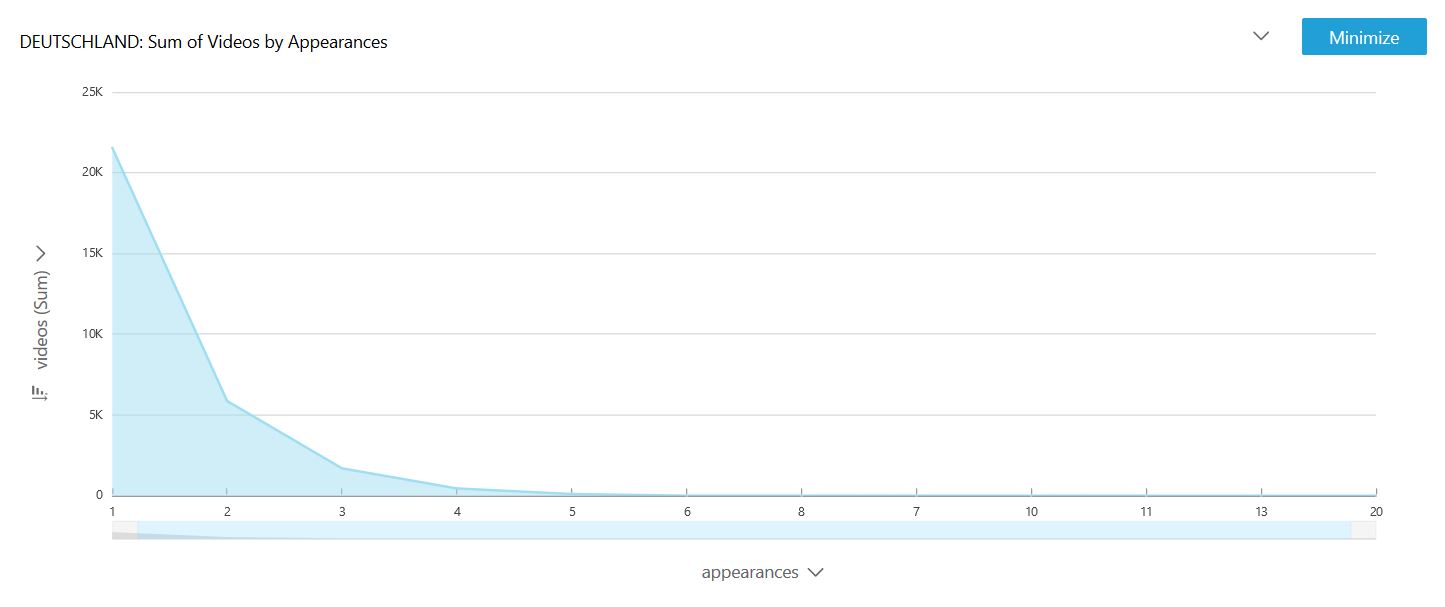 DEUTSCHLAND: Sum of Videos by Appearances
Minimize
25K
20K
15K
10K
5K
0
videos (Sum)
1 2 3 4 5 6 8 7 10 11 13 20
appearances